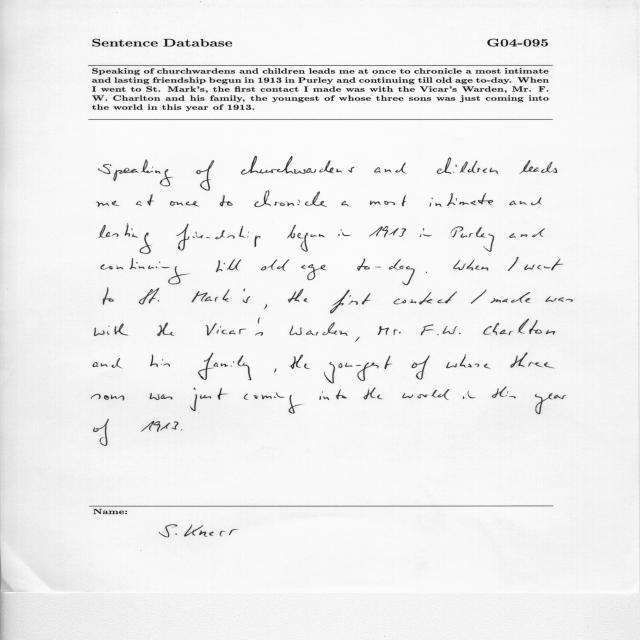 Sentence Database G04-095
Speaking of churchwardens and children leads me at once to chronicle a most intimate
and lasting friendship begun in 1913 in Purley and continuing till old age to-day. When
I went to St. Mark's, the first contact I made was with the Vicar's Warden, Mr. F.
W. Charlton and his family, the youngest of whose three sons was just coming into
the world in this year of 1913.
Speaking of churchwardens and children leads
me at once to chronicle a most intimate and
lasting friendship begun in 1913 in Purley and
continuing till old age to-day. When I went
to St. Mark's, the first contact I made was
with the Vicar's Warden, Mr. F.W. Charlton
and his family, the youngest of whose three
sons was just coming into the world in this year
of 1913.
Name:
S. Knerr